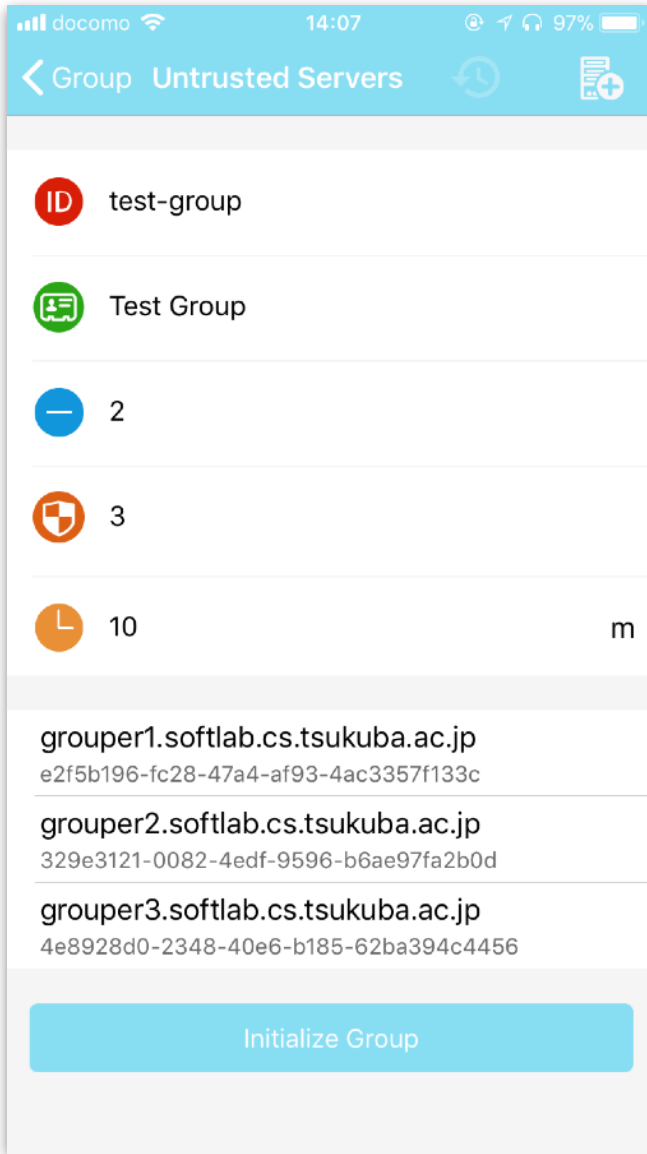 docomo 14:07 97%
Group Untrusted Servers
ID test-group
Test Group
2
3
10 m
grouper1.softlab.cs.tsukuba.ac.jp
e2f5b196-fc28-47a4-af93-4ac3357f133c
grouper2.softlab.cs.tsukuba.ac.jp
329e3121-0082-4edf-9596-b6ae97fa2b0d
grouper3.softlab.cs.tsukuba.ac.jp
4e8928d0-2348-40e6-b185-62ba394c4456
Initialize Group